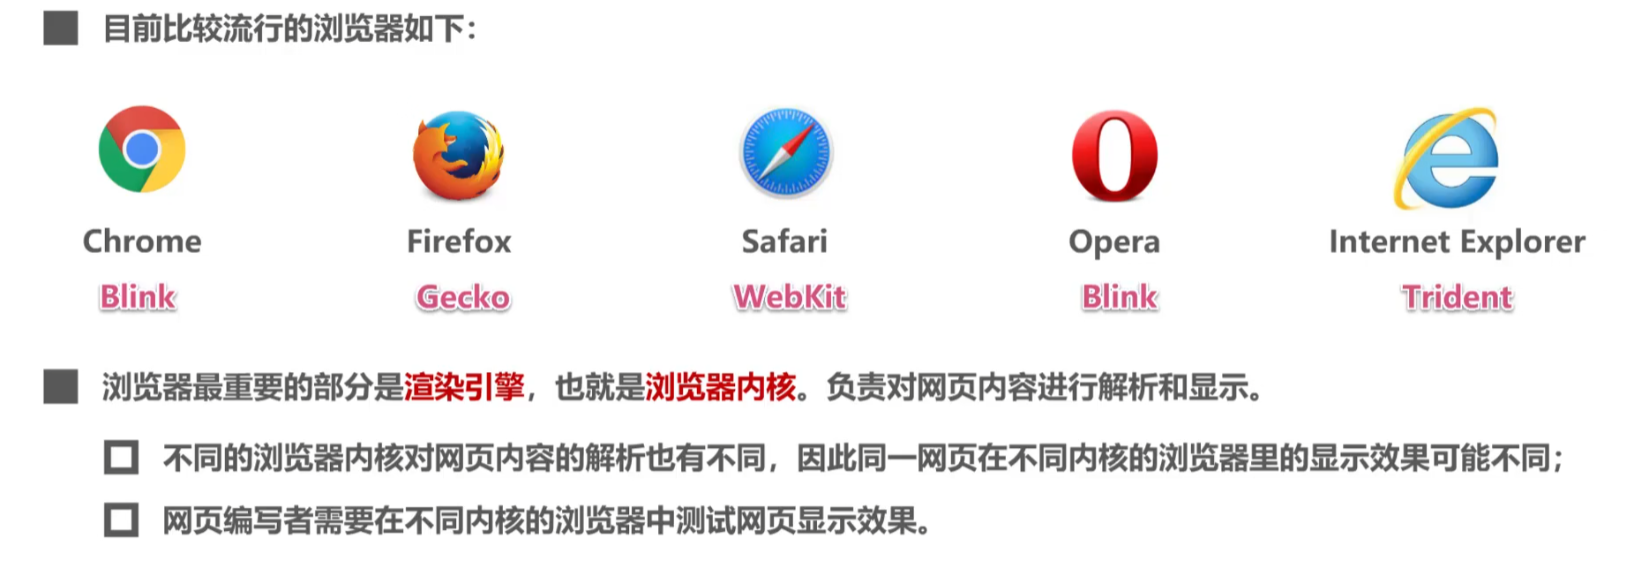 目前比较流行的浏览器如下：
Chrome Firefox Safari Opera Internet Explorer
Blink Gecko WebKit Blink Trident
浏览器最重要的部分是渲染引擎，也就是浏览器内核。负责对网页内容进行解析和显示。
不同的浏览器内核对网页内容的解析也有不同，因此同一网页在不同内核的浏览器里的显示效果可能不同；
网页编写者需要在不同内核的浏览器中测试网页显示效果。